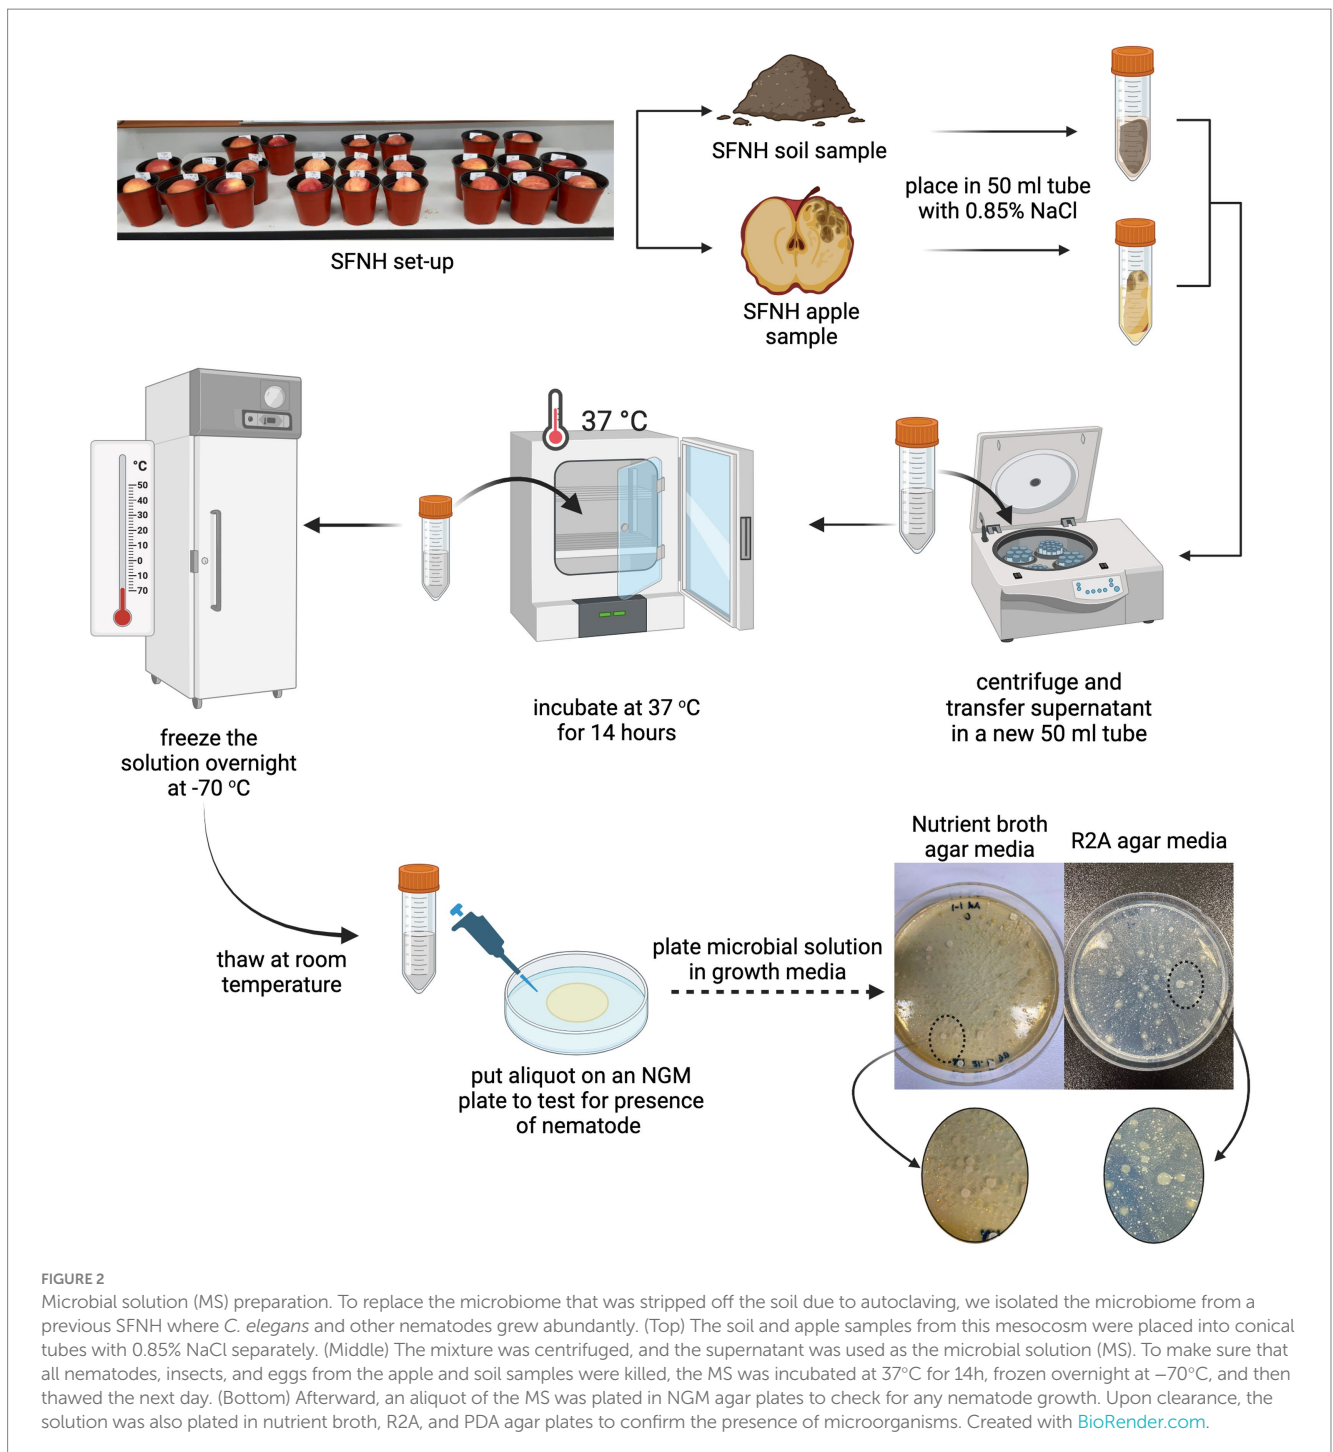 SFNH set-up
SFNH soil sample
SFNH apple
sample
place in 50 ml tube
with 0.85% NaCl
°C
50
40
30
20
10
0
10
-70
37 °C
freeze the
solution overnight
at -70 °C
incubate at 37 °C
for 14 hours
centrifuge and
transfer supernatant
in a new 50 ml tube
thaw at room
temperature
put aliquot on an NGM
plate to test for presence
of nematode
plate microbial solution
in growth media
Nutrient broth
agar media
R2A agar media
FIGURE 2
Microbial solution (MS) preparation. To replace the microbiome that was stripped off the soil due to autoclaving, we isolated the microbiome from a
previous SFNH where C. elegans and other nematodes grew abundantly. (Top) The soil and apple samples from this mesocosm were placed into conical
tubes with 0.85% NaCl separately. (Middle) The mixture was centrifuged, and the supernatant was used as the microbial solution (MS). To make sure that
all nematodes, insects, and eggs from the apple and soil samples were killed, the MS was incubated at 37°C for 14h, frozen overnight at −70°C, and then
thawed the next day. (Bottom) Afterward, an aliquot of the MS was plated in NGM agar plates to check for any nematode growth. Upon clearance, the
solution was also plated in nutrient broth, R2A, and PDA agar plates to confirm the presence of microorganisms. Created with BioRender.com.